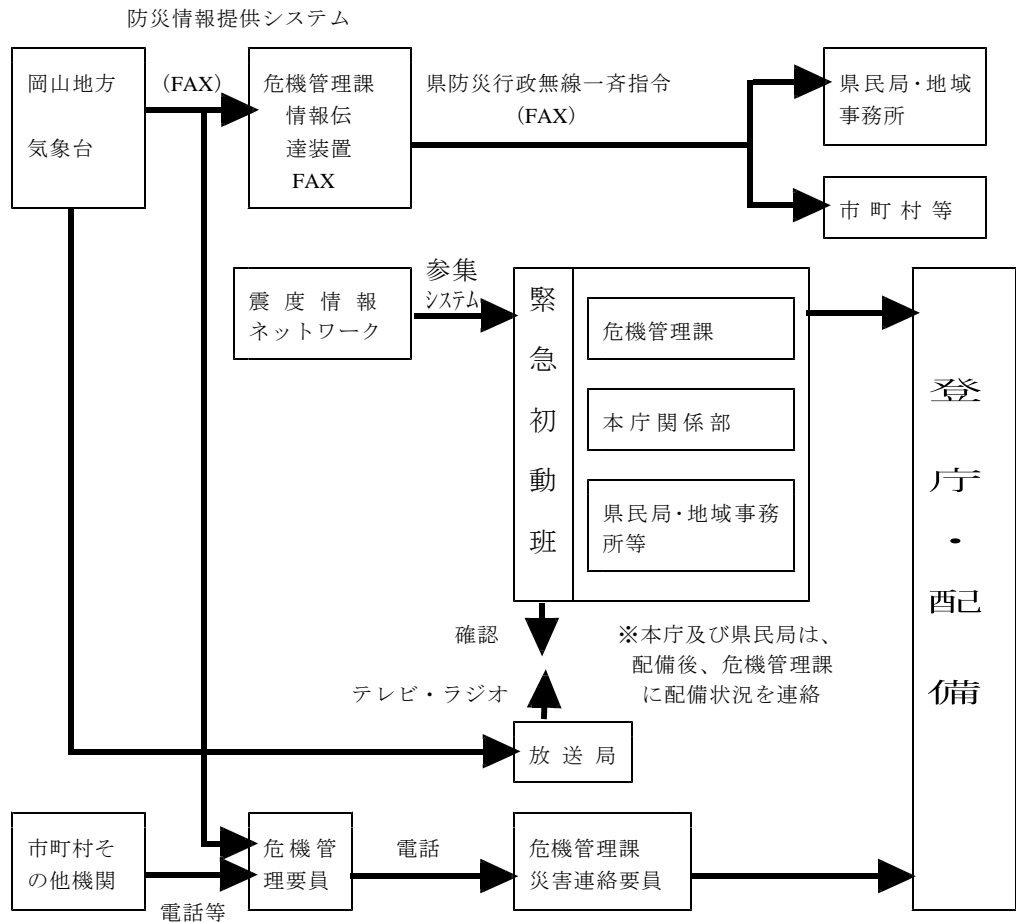 防災情報提供システム
岡山地方
気象台
(FAX)
危機管理課
情報伝
達装置
FAX
県防災行政無線一斉指令
(FAX)
県民局・地域
事務所
市町村等
震度情報
ネットワーク
参集
システム
緊急初動班
危機管理課
本庁関係部
県民局・地域事務
所等
登庁・配備
確認
※本庁及び県民局は、
配備後、危機管理課
に配備状況を連絡
テレビ・ラジオ
放送局
市町村そ
の他機関
電話等
危機管
理要員
電話
危機管理課
災害連絡要員